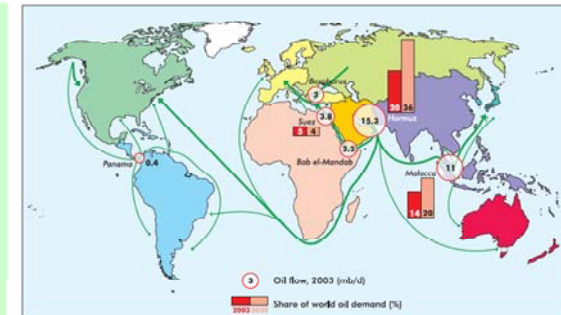 Bosphorus
3
Suez
3.8
5 4
15.3
20 36
Hormuz
3.3
Bab el-Mandab
Panama 0.4
Malacca
11
14 20
3 Oil flow, 2003 (mb/d)
Share of world oil demand (%)
2003 2030